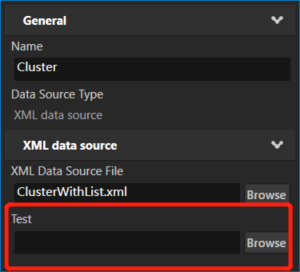 General
Name
Cluster
Data Source Type
XML data source
XML data source
XML Data Source File
ClusterWithList.xml Browse
Test
Browse